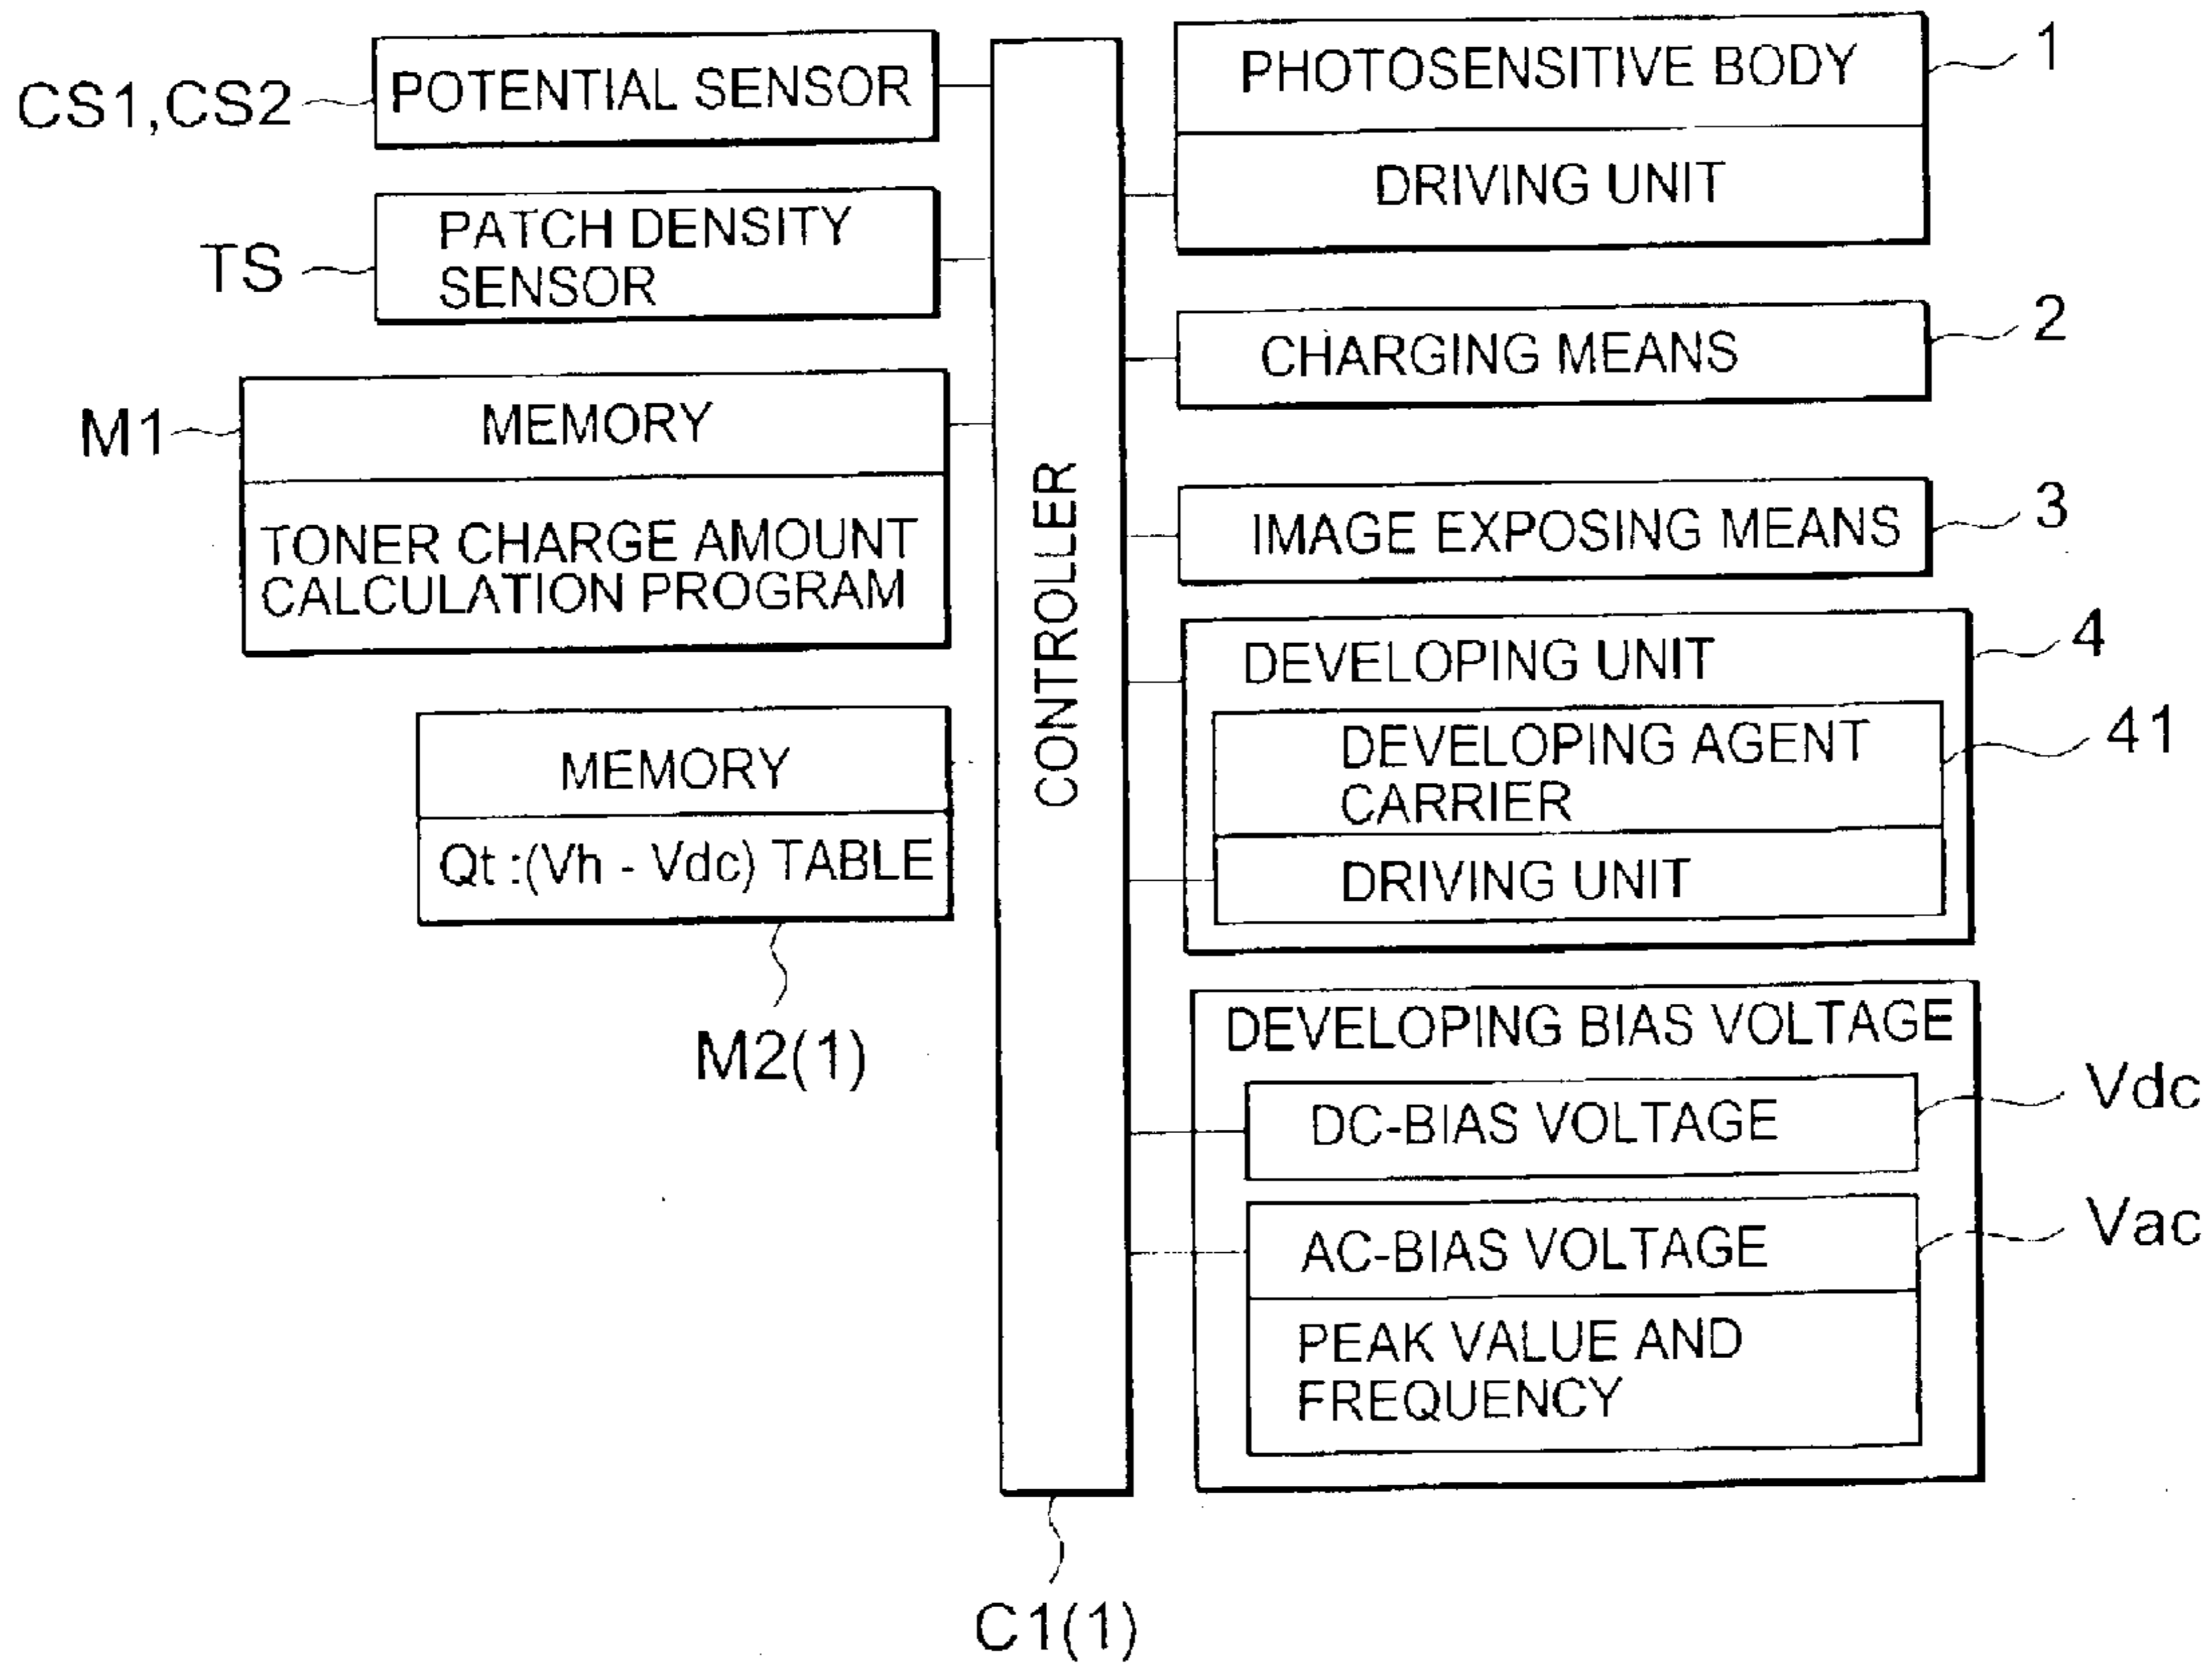 CS1,CS2
POTENTIAL SENSOR
TS
PATCH DENSITY
SENSOR
M1
MEMORY
TONER CHARGE AMOUNT
CALCULATION PROGRAM
MEMORY
Qt :(Vh - Vdc) TABLE
M2(1)
CONTROLLER
C1(1)
PHOTOSENSITIVE BODY
1
DRIVING UNIT
CHARGING MEANS
2
IMAGE EXPOSING MEANS
3
DEVELOPING UNIT
4
DEVELOPING AGENT
CARRIER
41
DRIVING UNIT
DEVELOPING BIAS VOLTAGE
DC-BIAS VOLTAGE
Vdc
AC-BIAS VOLTAGE
Vac
PEAK VALUE AND
FREQUENCY